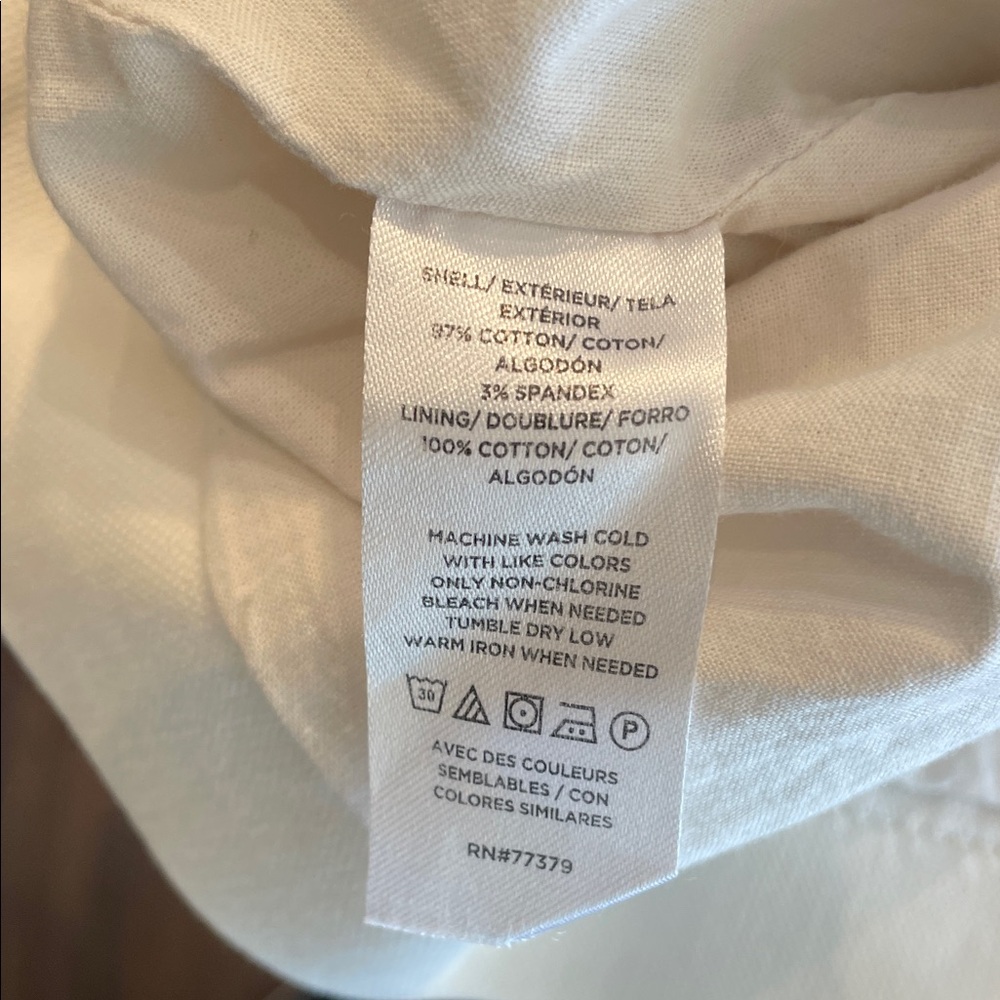 SHELL/ EXTÉRIEUR/ TELA
EXTÉRIOR
97% COTTON/ COTON/
ALGODÓN
3% SPANDEX
LINING/ DOUBLURE/ FORRO
100% COTTON/ COTON/
ALGODÓN
MACHINE WASH COLD
WITH LIKE COLORS
ONLY NON-CHLORINE
BLEACH WHEN NEEDED
TUMBLE DRY LOW
WARM IRON WHEN NEEDED
30 P
AVEC DES COULEURS
SEMBLABLES / CON
COLORES SIMILARES
RN#77379